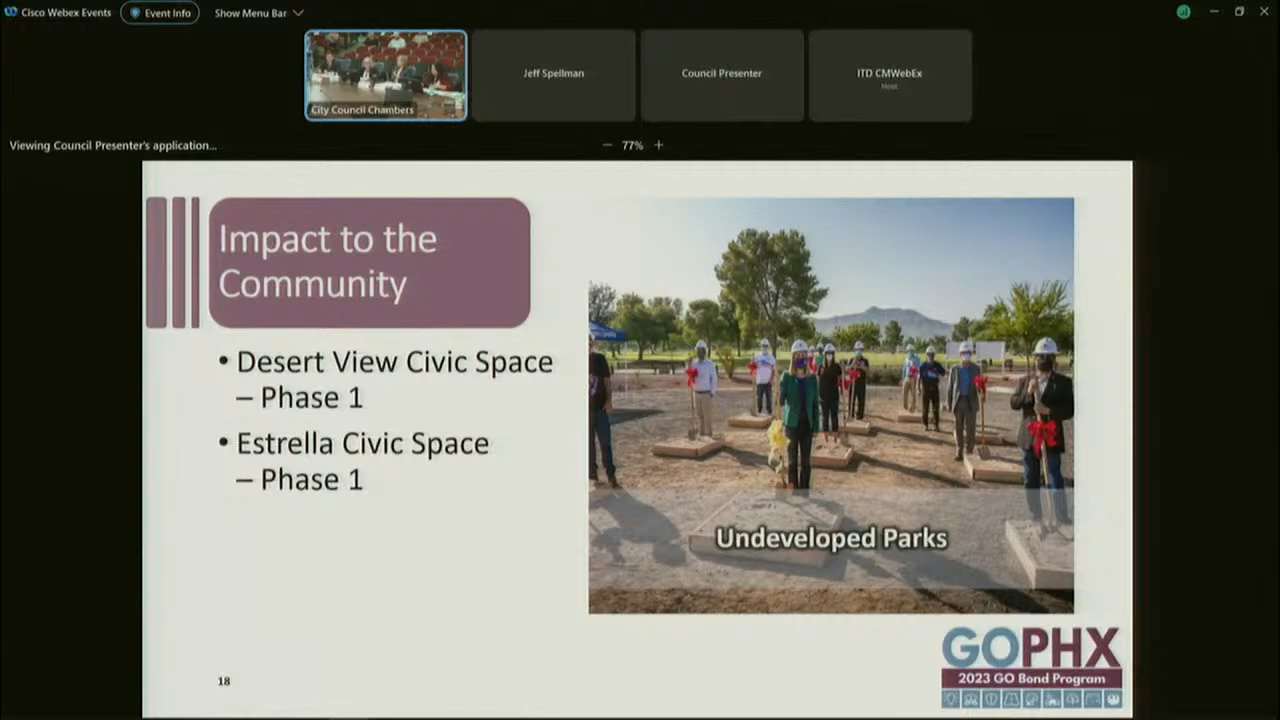 Cisco Webex Events
Event Info
Show Menu Bar
City Council Chambers
Jeff Spellman
Council Presenter
ITD CMWebEx
Host
Viewing Council Presenter's application...
77%
Impact to the
Community
• Desert View Civic Space
– Phase 1
• Estrella Civic Space
– Phase 1
Undeveloped Parks
18
GOPHX
2023 GO Bond Program